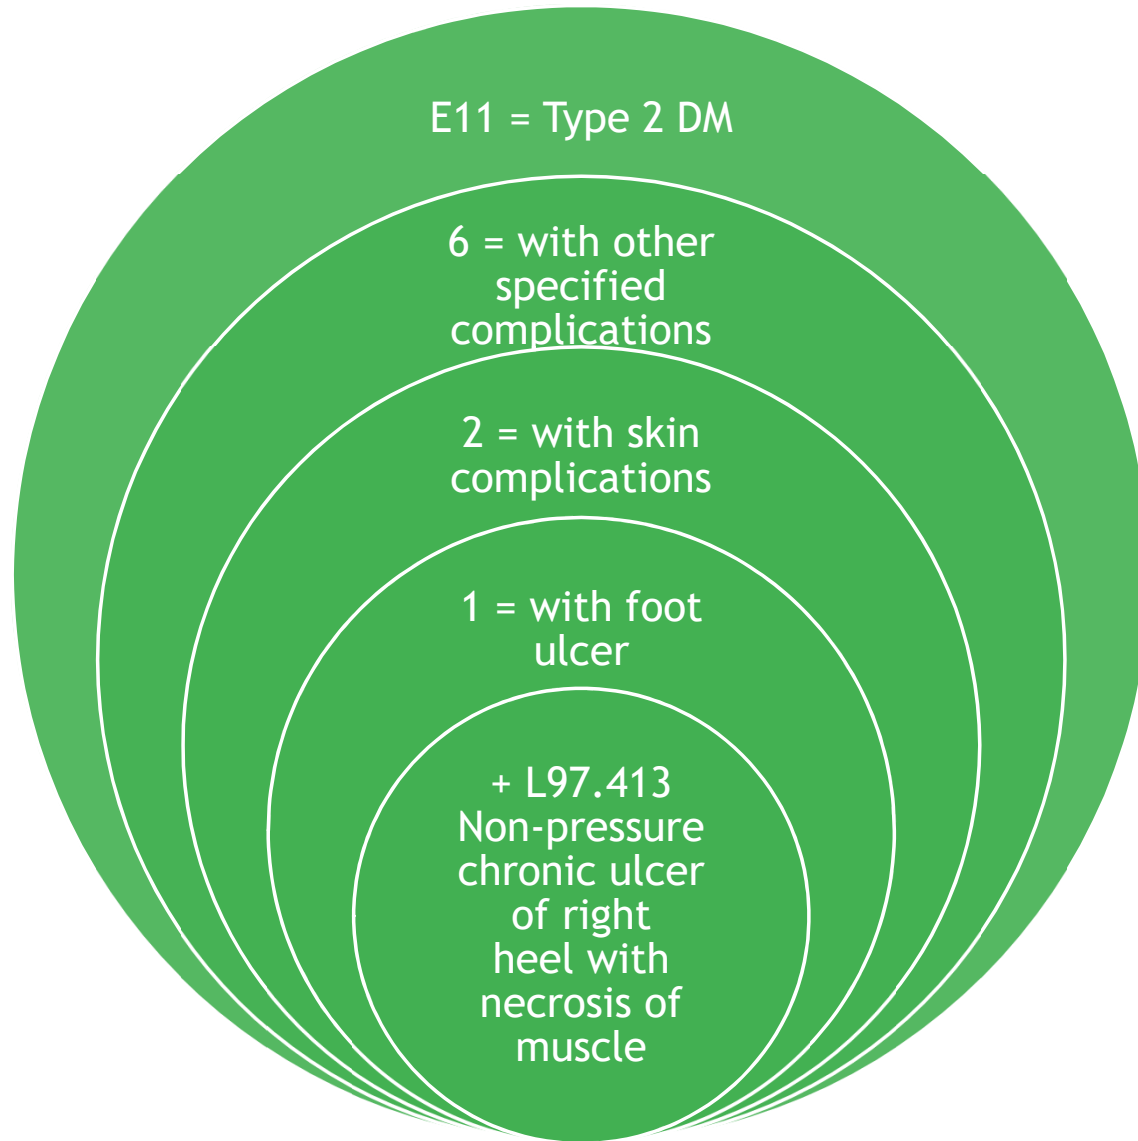 E11 = Type 2 DM
6 = with other
specified
complications
2 = with skin
complications
1 = with foot
ulcer
+ L97.413
Non-pressure
chronic ulcer
of right
heel with
necrosis of
muscle